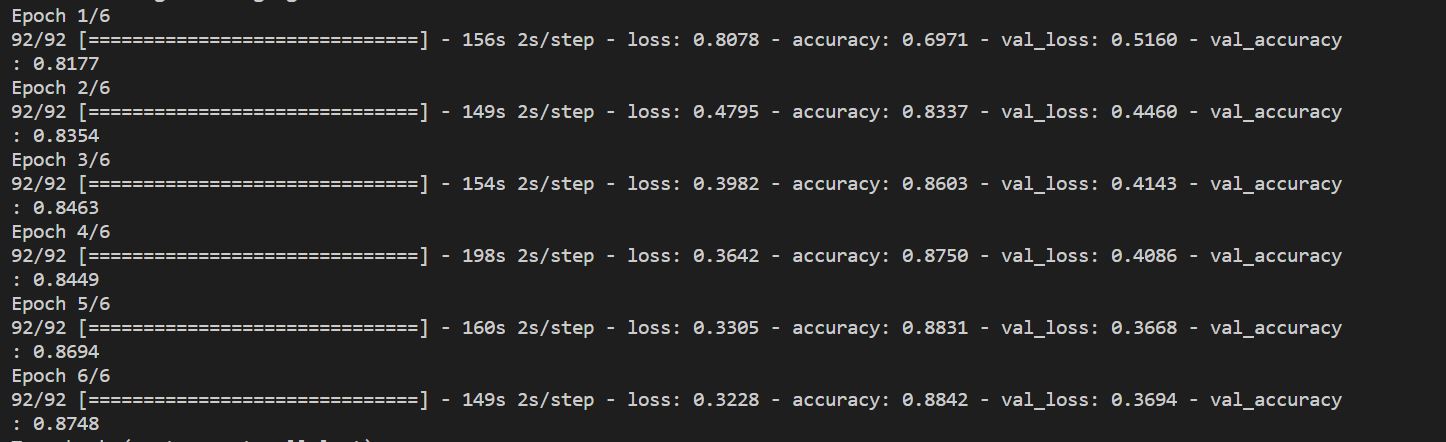 Epoch 1/6
92/92 [==============================] - 156s 2s/step - loss: 0.8078 - accuracy: 0.6971 - val_loss: 0.5160 - val_accuracy
: 0.8177
Epoch 2/6
92/92 [==============================] - 149s 2s/step - loss: 0.4795 - accuracy: 0.8337 - val_loss: 0.4460 - val_accuracy
: 0.8354
Epoch 3/6
92/92 [==============================] - 154s 2s/step - loss: 0.3982 - accuracy: 0.8603 - val_loss: 0.4143 - val_accuracy
: 0.8463
Epoch 4/6
92/92 [==============================] - 198s 2s/step - loss: 0.3642 - accuracy: 0.8750 - val_loss: 0.4086 - val_accuracy
: 0.8449
Epoch 5/6
92/92 [==============================] - 160s 2s/step - loss: 0.3305 - accuracy: 0.8831 - val_loss: 0.3668 - val_accuracy
: 0.8694
Epoch 6/6
92/92 [==============================] - 149s 2s/step - loss: 0.3228 - accuracy: 0.8842 - val_loss: 0.3694 - val_accuracy
: 0.8748